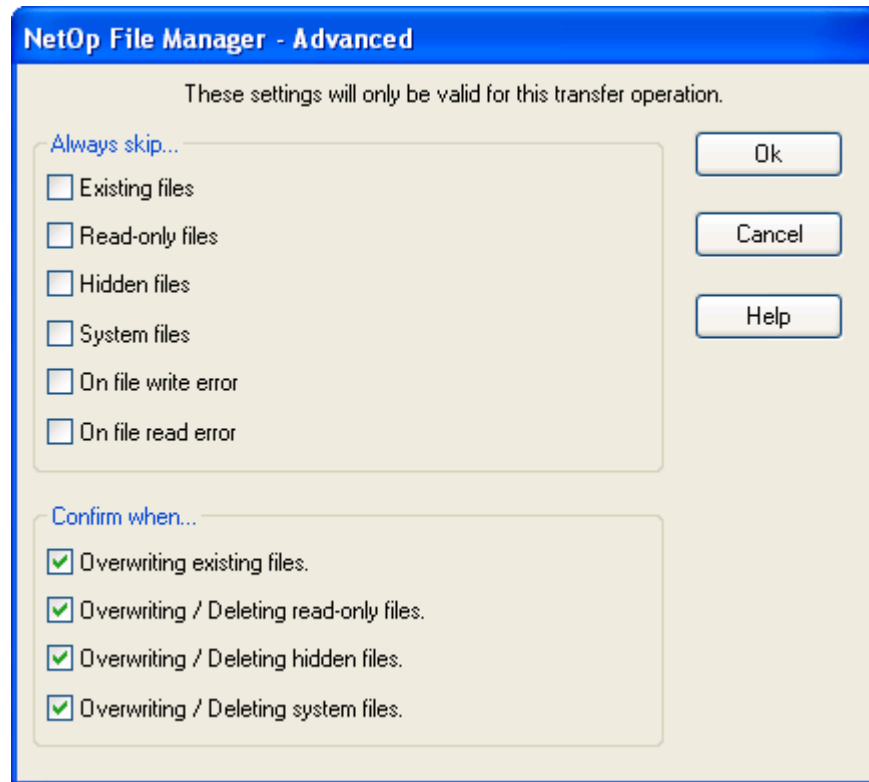 NetOp File Manager - Advanced
These settings will only be valid for this transfer operation.
Always skip...
Existing files
Read-only files
Hidden files
System files
On file write error
On file read error
Ok
Cancel
Help
Confirm when...
Overwriting existing files.
Overwriting / Deleting read-only files.
Overwriting / Deleting hidden files.
Overwriting / Deleting system files.